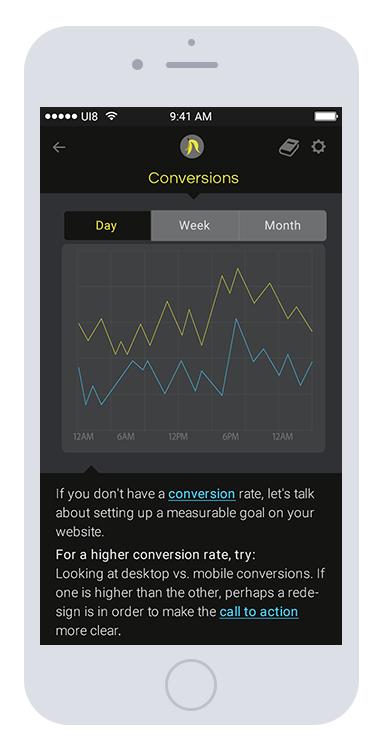 UI8 9:41 AM
Conversions
Day Week Month
12AM 6AM 12PM 6PM 12AM
If you don't have a conversion rate, let's talk
about setting up a measurable goal on your
website.
For a higher conversion rate, try:
Looking at desktop vs. mobile conversions. If
one is higher than the other, perhaps a rede-
sign is in order to make the call to action
more clear.